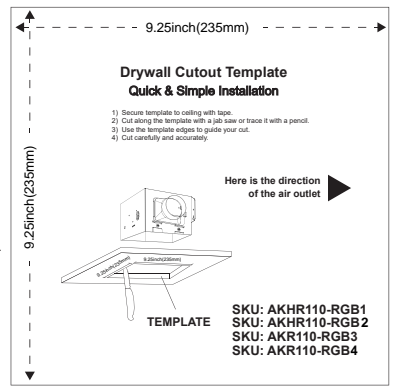 9.25inch(235mm)
Drywall Cutout Template
Quick & Simple Installation
1) Secure template to ceiling with tape.
2) Cut along the template with a jab saw or trace it with a pencil.
3) Use the template edges to guide your cut.
4) Cut carefully and accurately.
9.25inch(235mm)
Here is the direction
of the air outlet
9.25inch(235mm)
9.25inch(235mm)
TEMPLATE
SKU: AKHR110-RGB1
SKU: AKHR110-RGB2
SKU: AKR110-RGB3
SKU: AKR110-RGB4